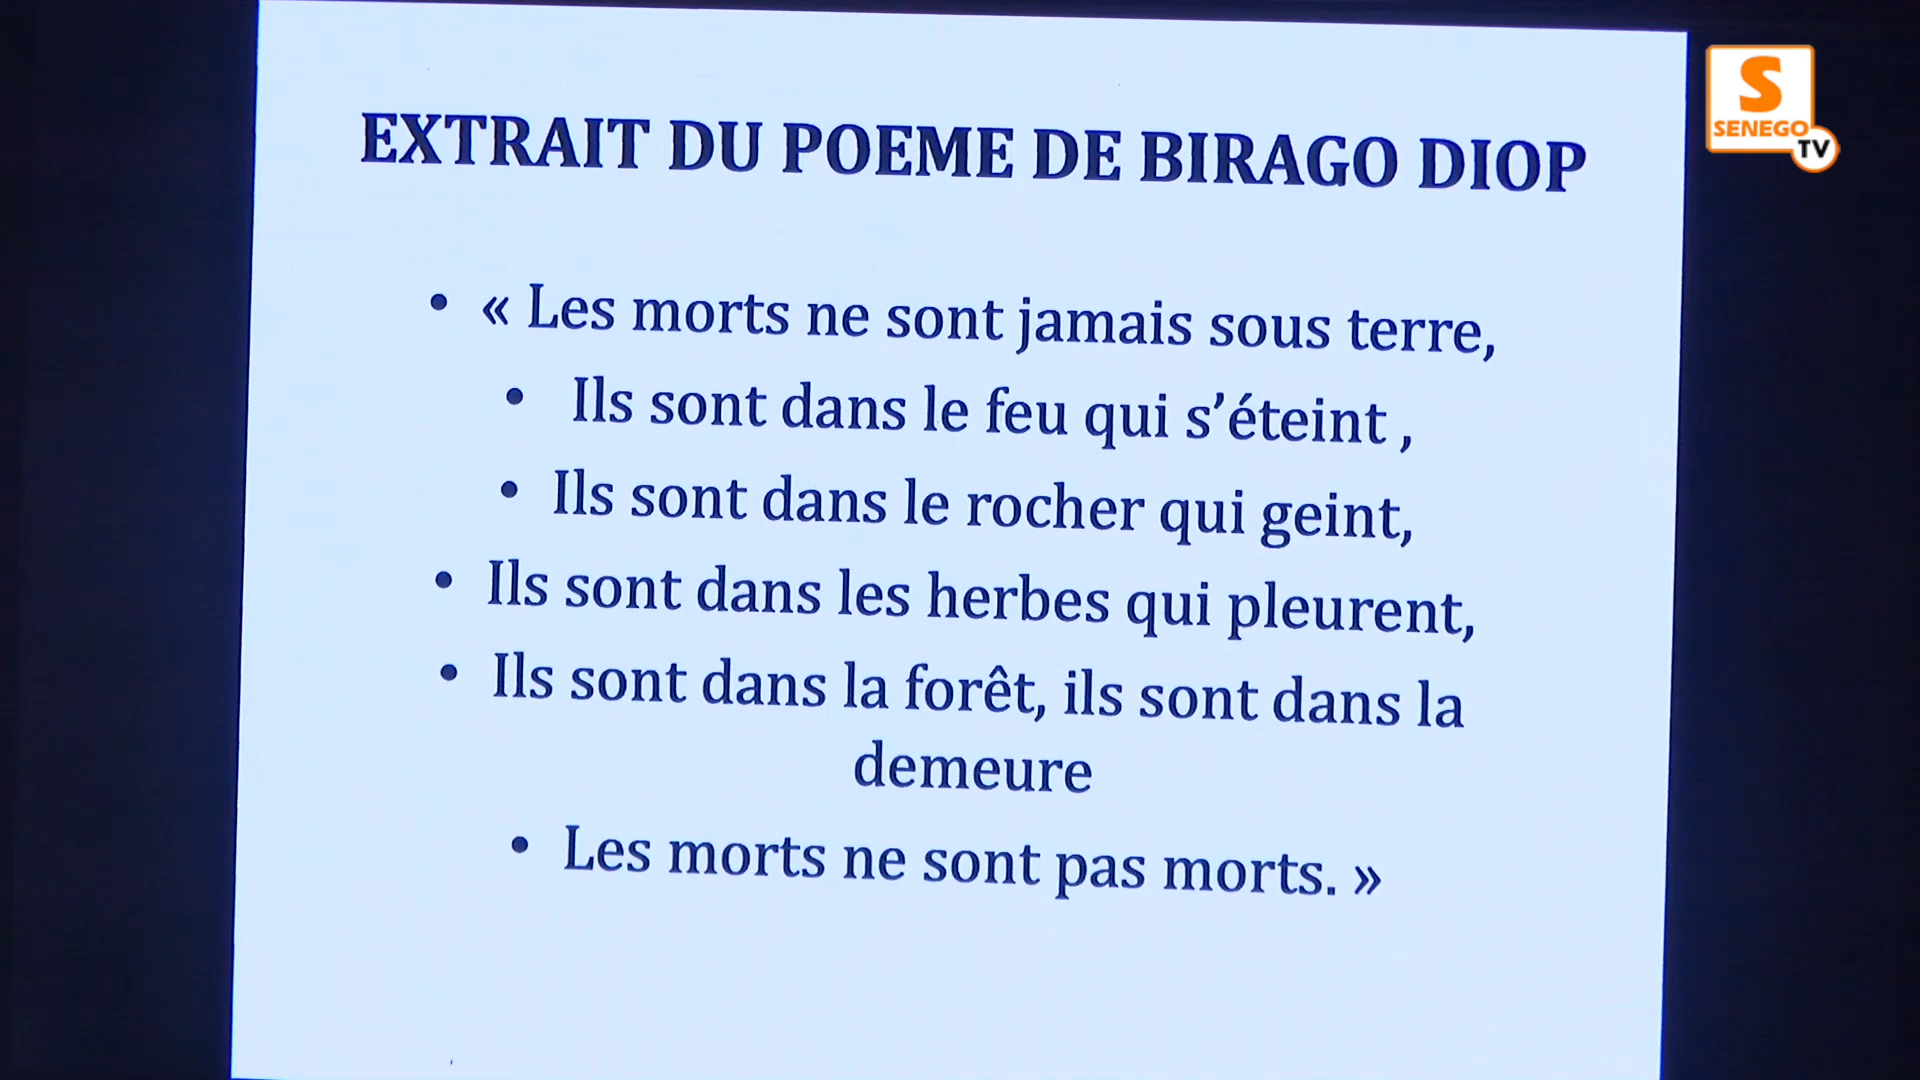 EXTRAIT DU POEME DE BIRAGO DIOP
S
SENEGO
TV
• « Les morts ne sont jamais sous terre,
• Ils sont dans le feu qui s’éteint ,
• Ils sont dans le rocher qui geint,
• Ils sont dans les herbes qui pleurent,
• Ils sont dans la forêt, ils sont dans la
demeure
• Les morts ne sont pas morts. »